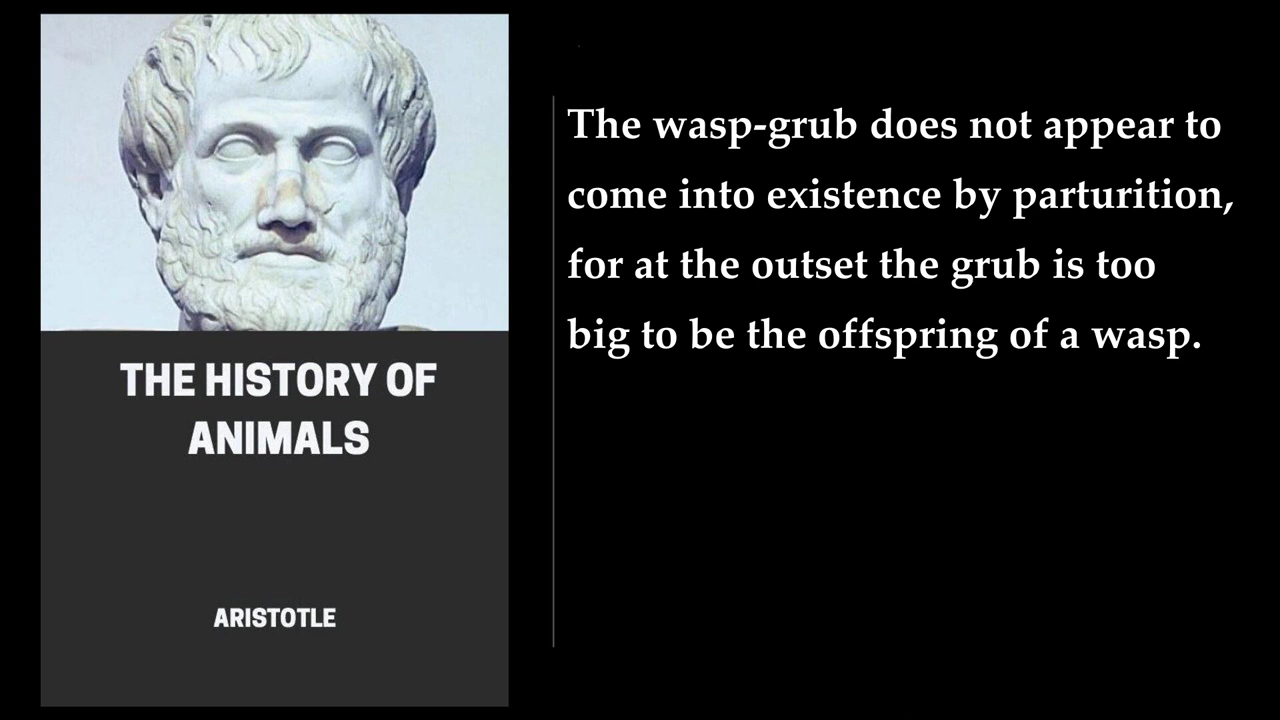 THE HISTORY OF
ANIMALS
ARISTOTLE
The wasp-grub does not appear to
come into existence by parturition,
for at the outset the grub is too
big to be the offspring of a wasp.